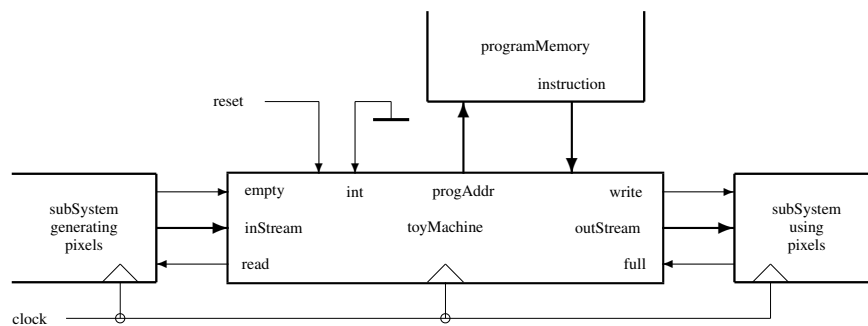 programMemory
instruction
reset
empty
int
progAddr
write
subSystem
generating
pixels
inStream
toyMachine
outStream
subSystem
using
pixels
read
full
clock